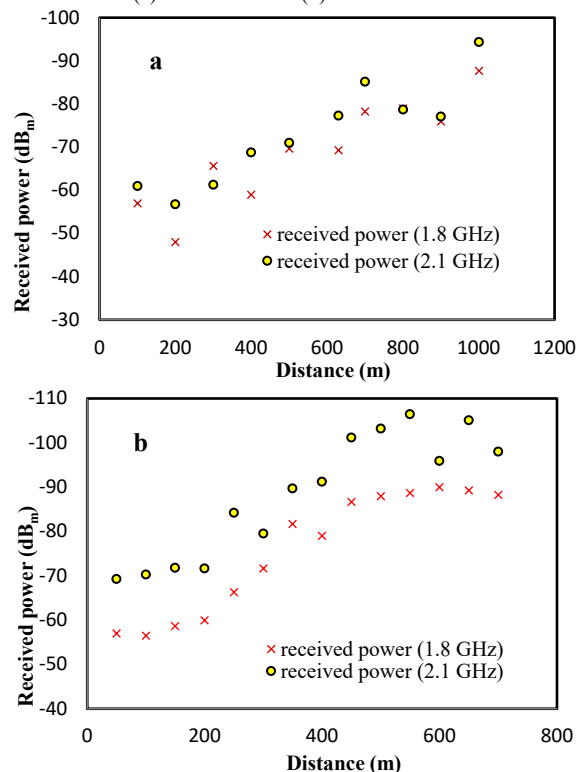 (s) (s)
-100
a
-90
-80
-70
-60
-50
-40
-30
Received power (dBm)
× received power (1.8 GHz)
received power (2.1 GHz)
0 200 400 600 800 1000 1200
Distance (m)
-110
b
-100
-90
-80
-70
-60
-50
-40
Received power (dBm)
× received power (1.8 GHz)
received power (2.1 GHz)
0 200 400 600 800
Distance (m)